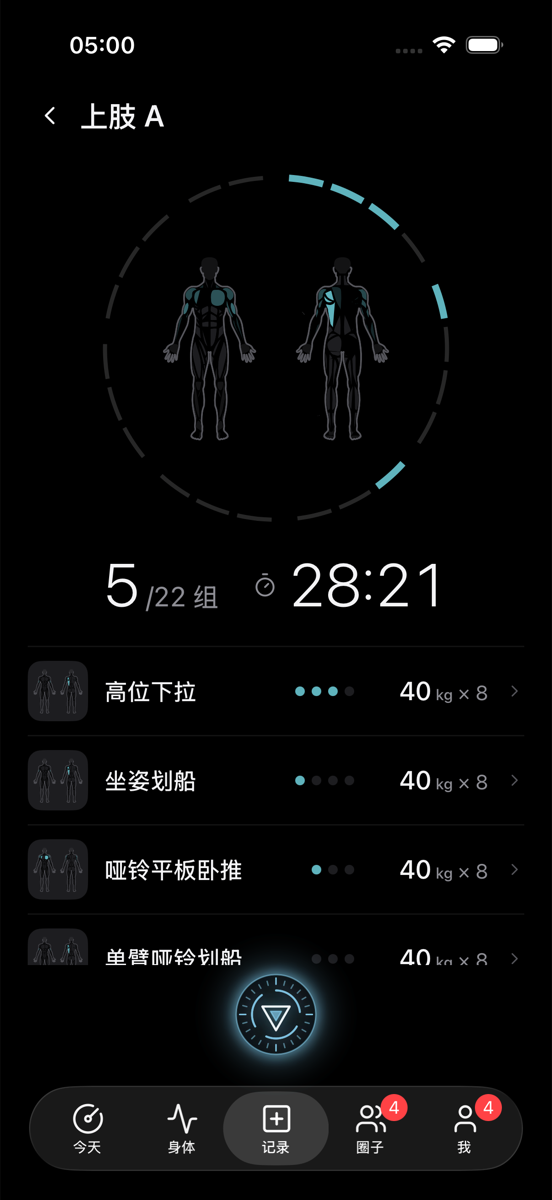 05:00
上肢 A
5 /22 组 28:21
高位下拉 40 kg × 8
坐姿划船 40 kg × 8
哑铃平板卧推 40 kg × 8
单臂哑铃划船 40 kg × 8
今天 身体 记录 圈子 4 我 4